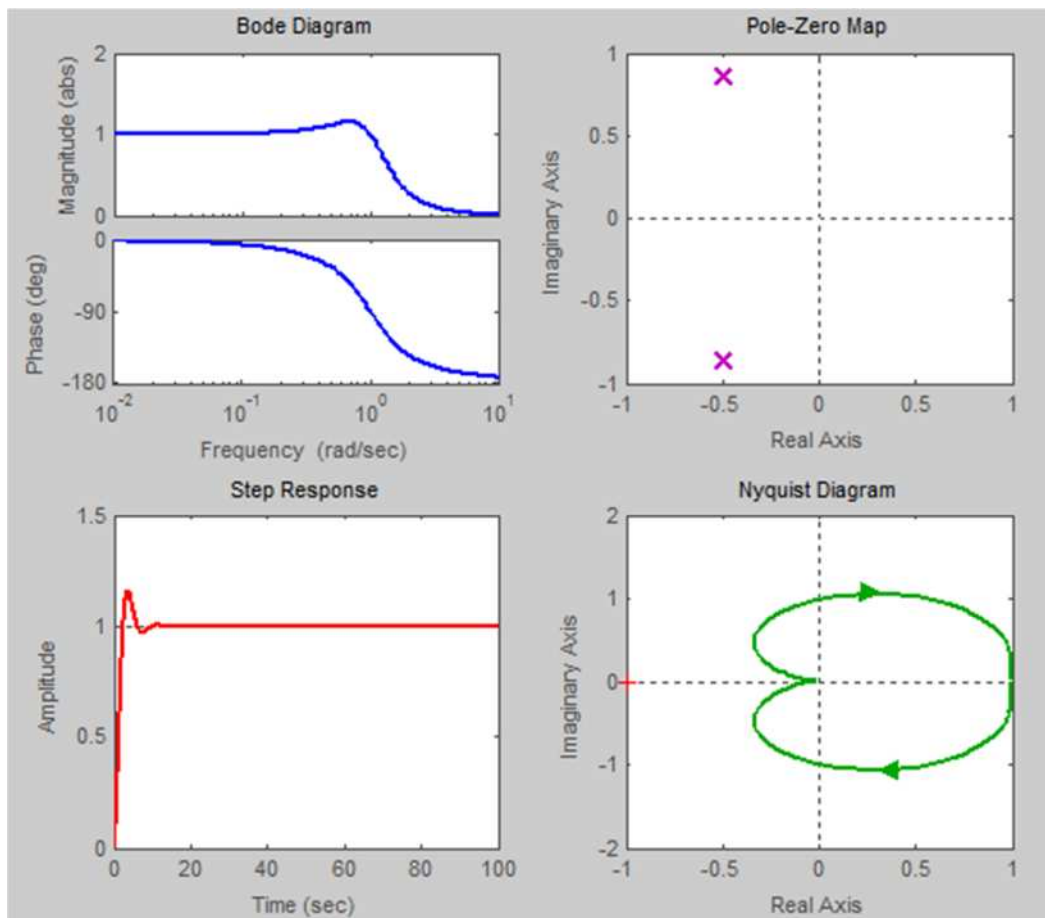 Bode Diagram
Magnitude (abs)
2
1
0
Phase (deg)
0
-90
-180
10^-2 10^-1 10^0 10^1
Frequency (rad/sec)
Pole-Zero Map
Imaginary Axis
1
0.5
0
-0.5
-1
-1 -0.5 0 0.5 1
Real Axis
Step Response
Amplitude
1.5
1
0.5
0
0 20 40 60 80 100
Time (sec)
Nyquist Diagram
Imaginary Axis
2
1
0
-1
-2
-1 -0.5 0 0.5 1
Real Axis